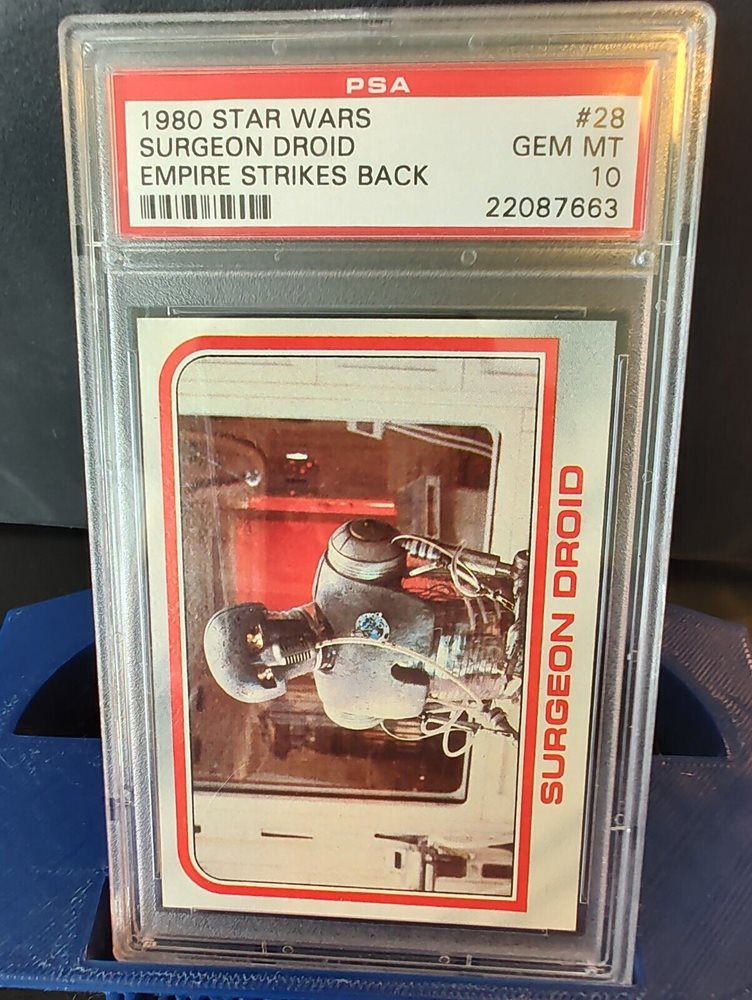 PSA
1980 STAR WARS #28
SURGEON DROID GEM MT
EMPIRE STRIKES BACK 10
22087663
SURGEON DROID